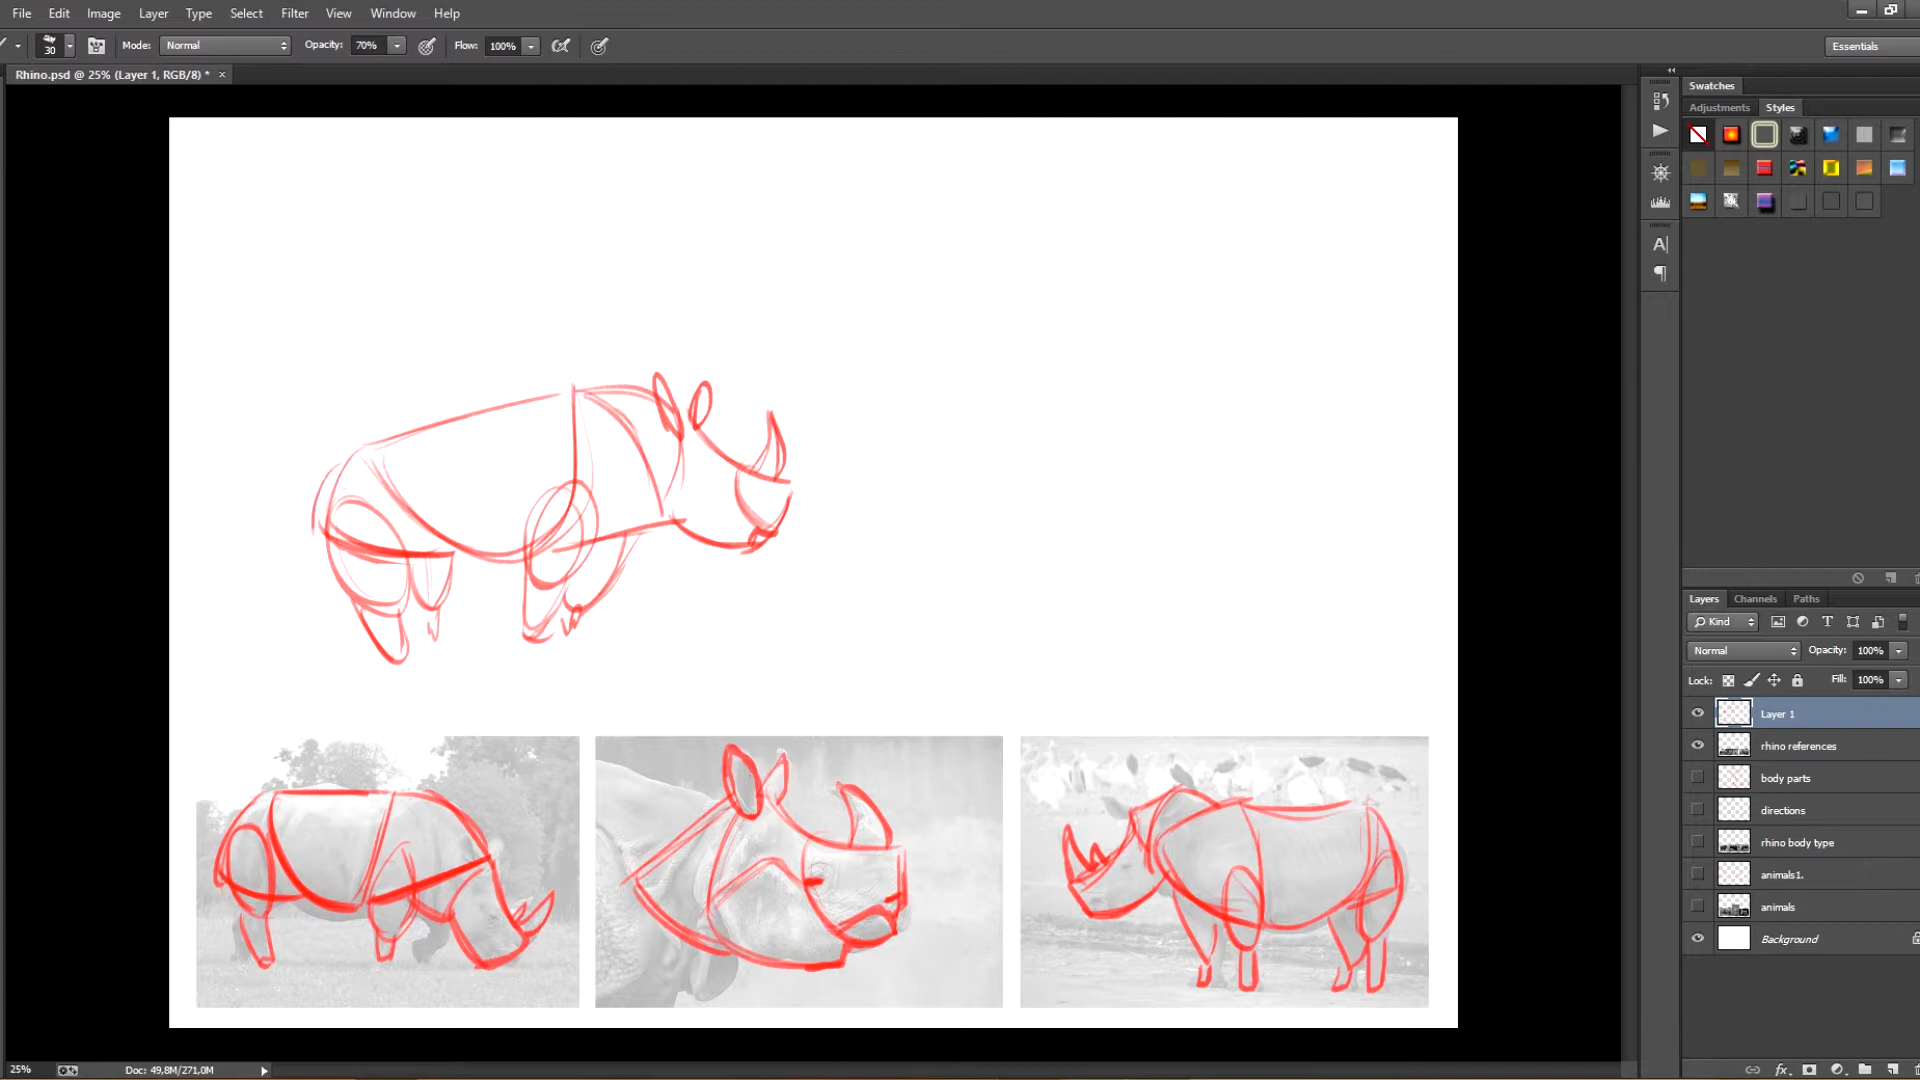 File Edit Image Layer Type Select Filter View Window Help
30 Mode: Normal Opacity: 70% Flow: 100% Essentials
Rhino.psd @ 25% (Layer 1, RGB/8) * ×
Swatches
Adjustments Styles
Layers Channels Paths
Kind
Normal Opacity: 100%
Lock: Fill: 100%
Layer 1
rhino references
body parts
directions
rhino body type
animals1.
animals
Background
25% Doc: 49,8M/271,0M